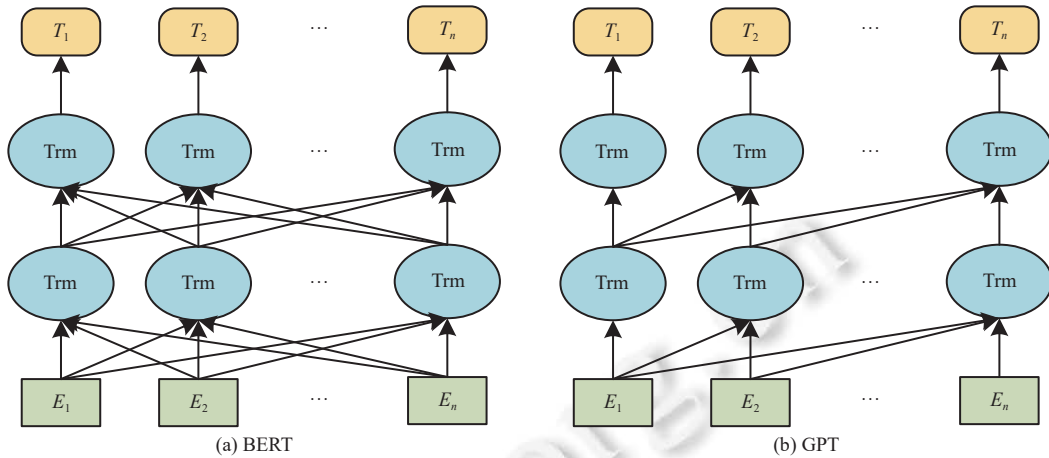 T1 T2 ... Tn T1 T2 ... Tn
Trm Trm ... Trm Trm Trm ... Trm
Trm Trm ... Trm Trm Trm ... Trm
E1 E2 ... En E1 E2 ... En
(a) BERT (b) GPT